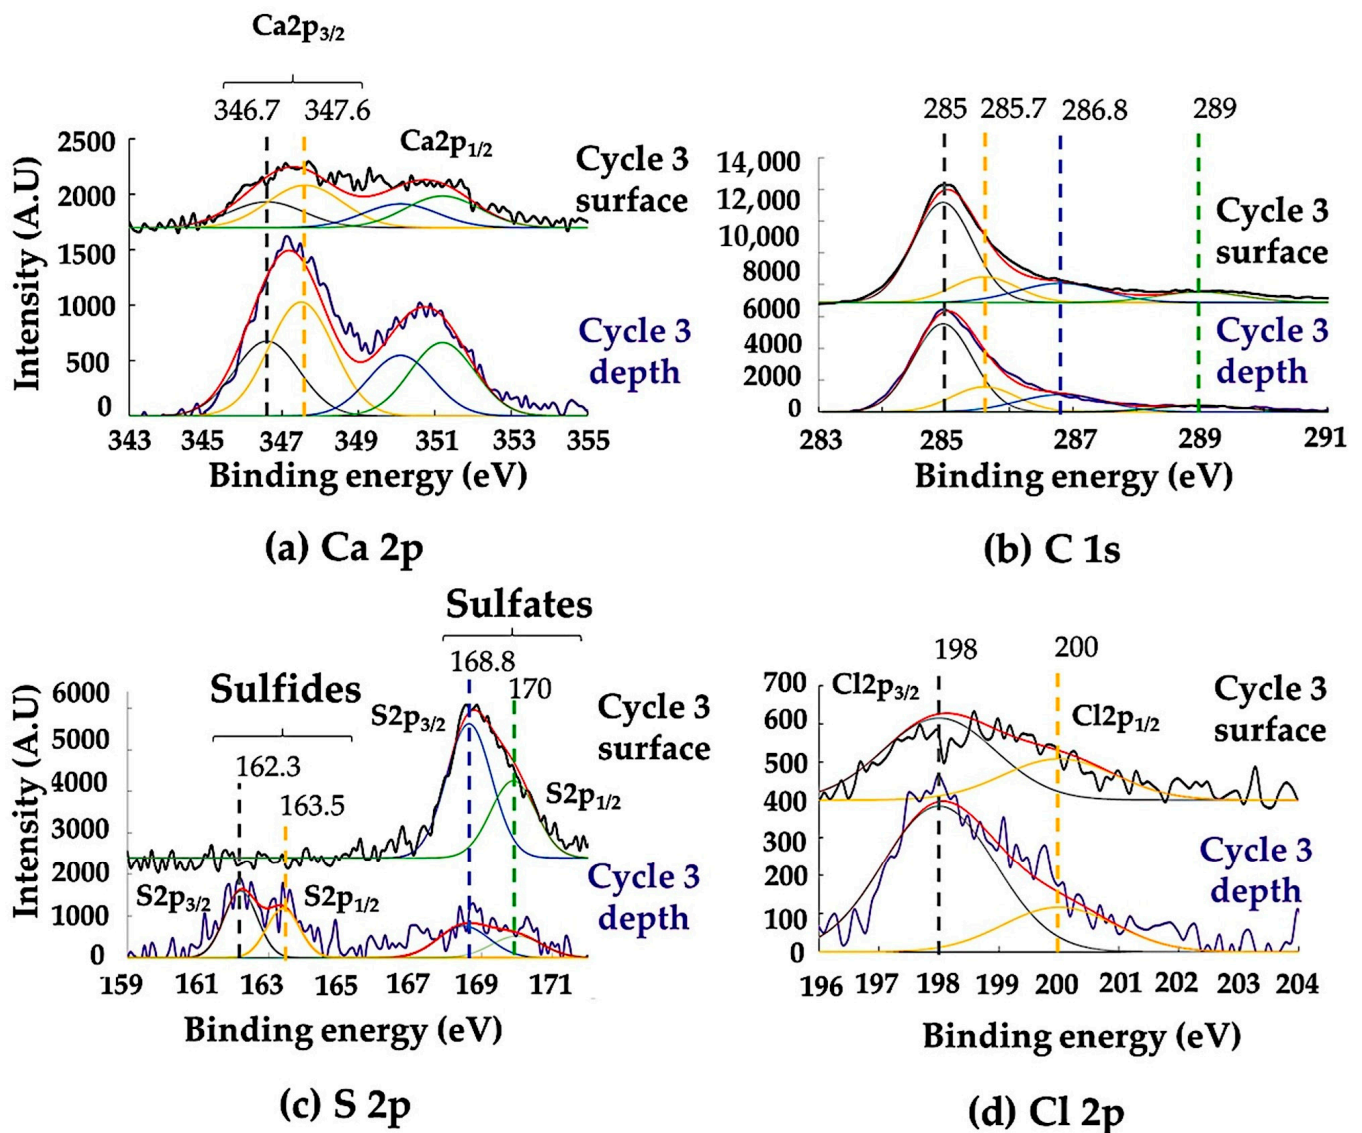 Ca2p3/2
346.7 347.6
Ca2p1/2
Cycle 3
surface
Cycle 3
depth
Intensity (A.U)
2500
2000
1500
1000
500
0
343 345 347 349 351 353 355
Binding energy (eV)
(a) Ca 2p
285 285.7 286.8 289
14,000
12,000
10,000
8000
6000
6000
4000
2000
0
Cycle 3
surface
Cycle 3
depth
283 285 287 289 291
Binding energy (eV)
(b) C 1s
Sulfates
168.8
170
Sulfides
162.3
163.5
S2p3/2
S2p1/2
S2p3/2
S2p1/2
Cycle 3
surface
Cycle 3
depth
Intensity (A.U)
6000
5000
4000
3000
2000
1000
0
159 161 163 165 167 169 171
Binding energy (eV)
(c) S 2p
198 200
Cl2p3/2
Cl2p1/2
Cycle 3
surface
Cycle 3
depth
700
600
500
400
300
200
100
0
196 197 198 199 200 201 202 203 204
Binding energy (eV)
(d) Cl 2p